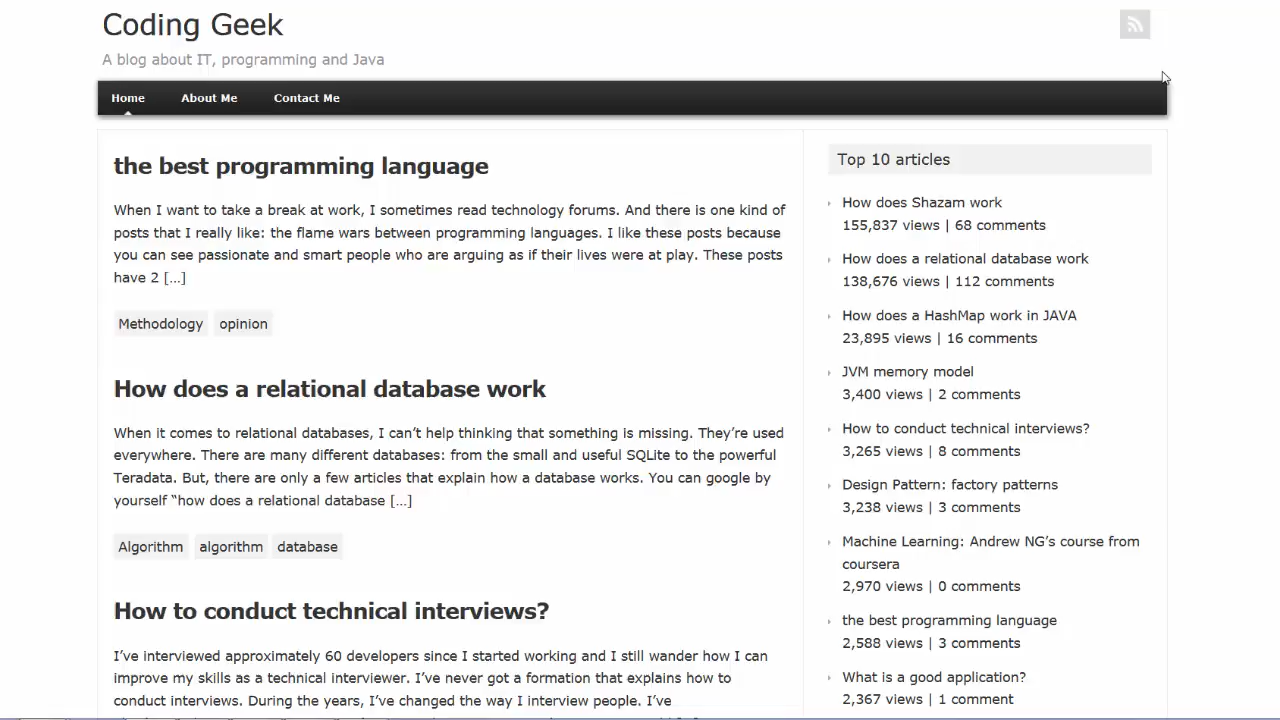 Coding Geek
A blog about IT, programming and Java
Home About Me Contact Me
the best programming language
When I want to take a break at work, I sometimes read technology forums. And there is one kind of
posts that I really like: the flame wars between programming languages. I like these posts because
you can see passionate and smart people who are arguing as if their lives were at play. These posts
have 2 [...]
Methodology opinion
How does a relational database work
When it comes to relational databases, I can’t help thinking that something is missing. They’re used
everywhere. There are many different databases: from the small and useful SQLite to the powerful
Teradata. But, there are only a few articles that explain how a database works. You can google by
yourself “how does a relational database [...]
Algorithm algorithm database
How to conduct technical interviews?
I’ve interviewed approximately 60 developers since I started working and I still wander how I can
improve my skills as a technical interviewer. I’ve never got a formation that explains how to
conduct interviews. During the years, I’ve changed the way I interview people. I’ve
Top 10 articles
How does Shazam work
155,837 views | 68 comments
How does a relational database work
138,676 views | 112 comments
How does a HashMap work in JAVA
23,895 views | 16 comments
JVM memory model
3,400 views | 2 comments
How to conduct technical interviews?
3,265 views | 8 comments
Design Pattern: factory patterns
3,238 views | 3 comments
Machine Learning: Andrew NG’s course from
coursera
2,970 views | 0 comments
the best programming language
2,588 views | 3 comments
What is a good application?
2,367 views | 1 comment